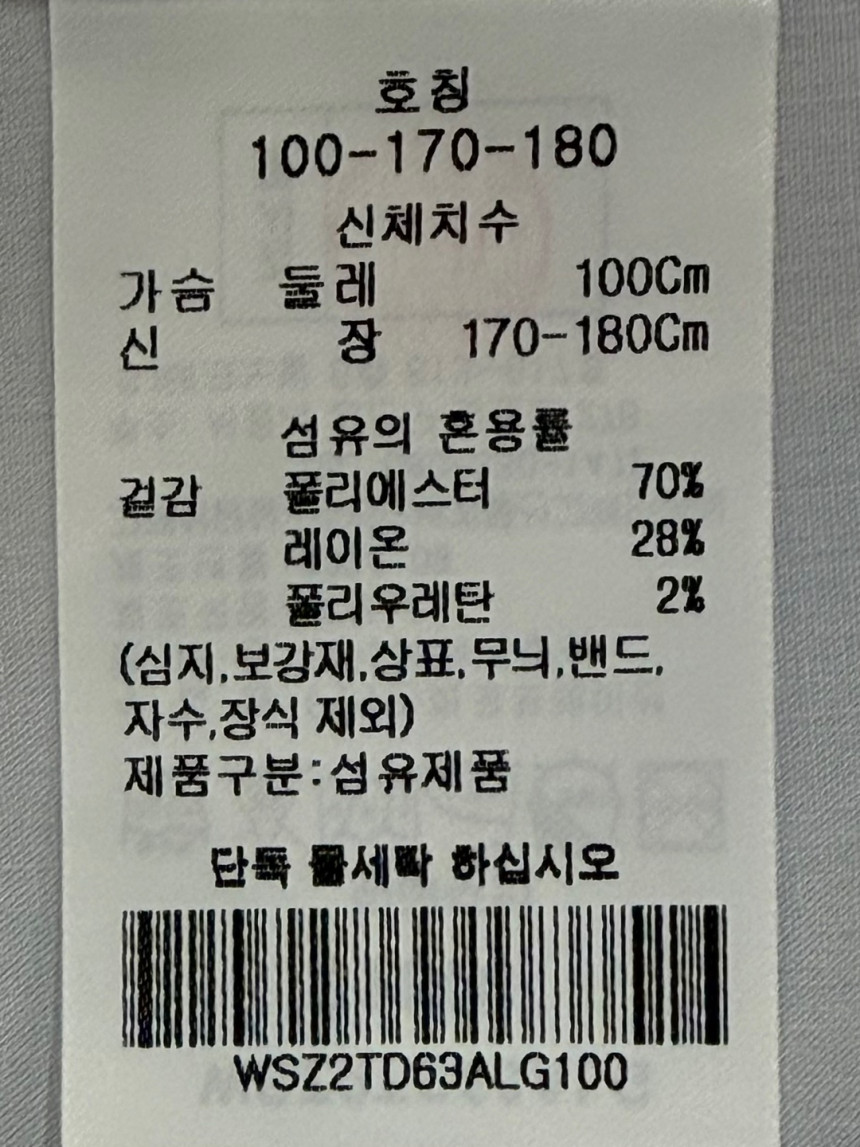 호칭
100-170-180
신체치수
가슴 둘레 100Cm
신 장 170-180Cm
섬유의 혼용률
겉감 폴리에스터 70%
레이온 28%
폴리우레탄 2%
(심지,보강재,상표,무늬,밴드,
자수,장식 제외)
제품구분:섬유제품
단독 물세탁 하십시오
WSZ2TD63ALG100